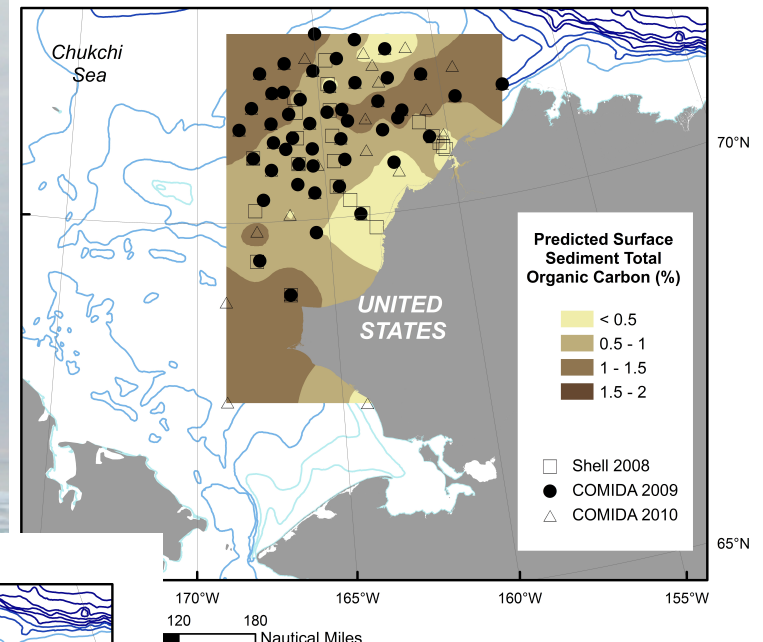 Chukchi
Sea
70°N
Predicted Surface
Sediment Total
Organic Carbon (%)
< 0.5
0.5 - 1
1 - 1.5
1.5 - 2
UNITED
STATES
Shell 2008
COMIDA 2009
COMIDA 2010
65°N
170°W
165°W
160°W
155°W
120
180
Nautical Miles